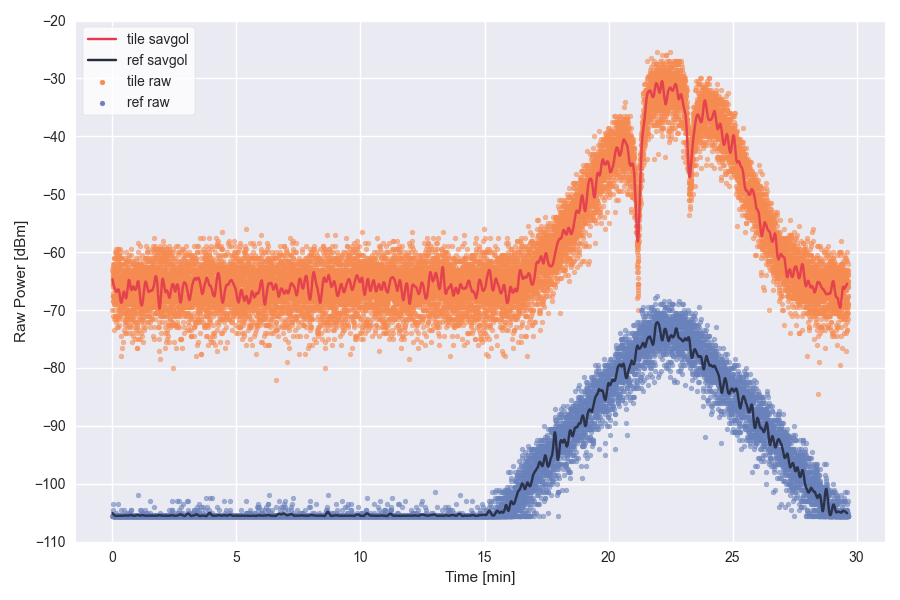 −20
−30
−40
−50
−60
−70
−80
−90
−100
−110
Raw Power [dBm]
tile savgol
ref savgol
tile raw
ref raw
0 5 10 15 20 25 30
Time [min]